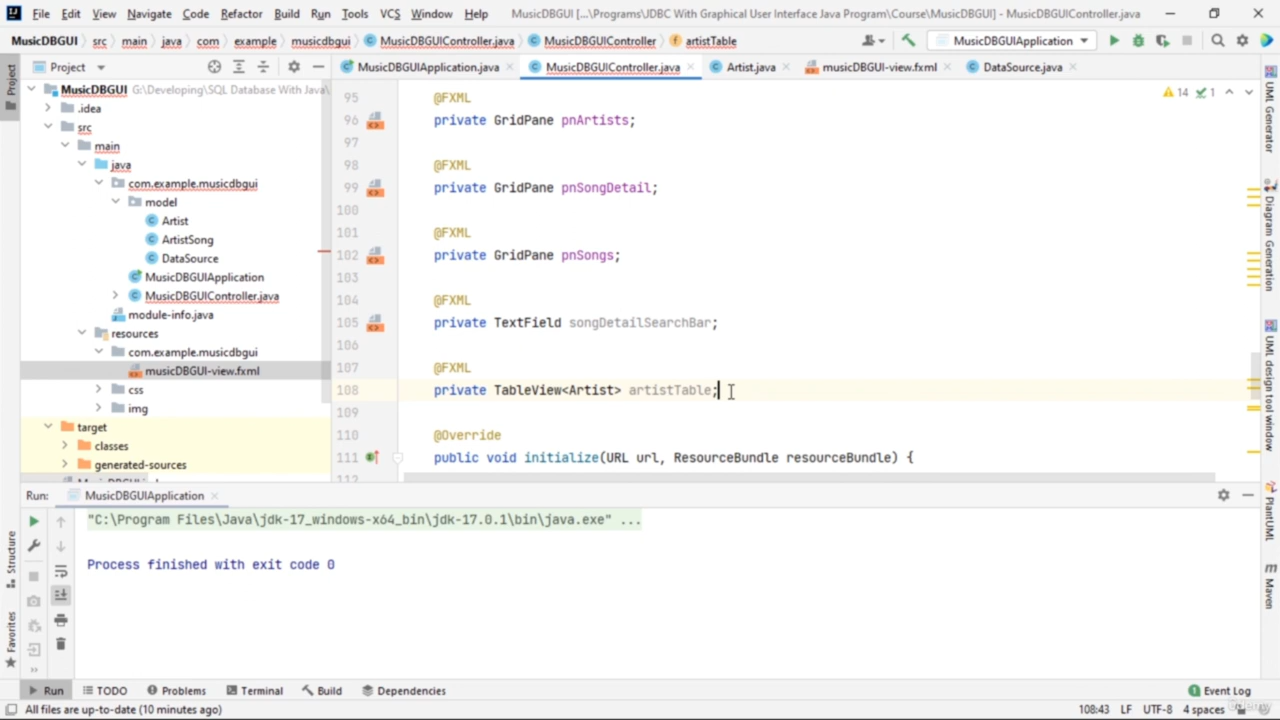 File Edit View Navigate Code Refactor Build Run Tools VCS Window Help MusicDBGUI [...\Programs\JDBC With Graphical User Interface Java Program\Course\MusicDBGUI] - MusicDBGUIController.java
MusicDBGUI src main java com example musicdbgui MusicDBGUIController.java MusicDBGUIController artistTable MusicDBGUIApplication
Project MusicDBGUIApplication.java MusicDBGUIController.java Artist.java musicDBGUI-view.fxml DataSource.java
Project
MusicDBGUI G:\Developing\SQL Database With Java\
.idea
src
main
java
com.example.musicdbgui
model
Artist
ArtistSong
DataSource
MusicDBGUIApplication
MusicDBGUIController.java
module-info.java
resources
com.example.musicdbgui
musicDBGUI-view.fxml
css
img
target
classes
generated-sources
14 1
95 @FXML
96 private GridPane pnArtists;
97
98 @FXML
99 private GridPane pnSongDetail;
100
101 @FXML
102 private GridPane pnSongs;
103
104 @FXML
105 private TextField songDetailSearchBar;
106
107 @FXML
108 private TableView<Artist> artistTable;
109
110 @Override
111 public void initialize(URL url, ResourceBundle resourceBundle) {
112
UML Generator
Diagram Generation
UML design tool window
PlantUML
Maven
Run: MusicDBGUIApplication
"C:\Program Files\Java\jdk-17_windows-x64_bin\jdk-17.0.1\bin\java.exe" ...
Process finished with exit code 0
Structure
Favorites
Run TODO Problems Terminal Build Dependencies Event Log
All files are up-to-date (10 minutes ago) 108:43 LF UTF-8 4 spaces